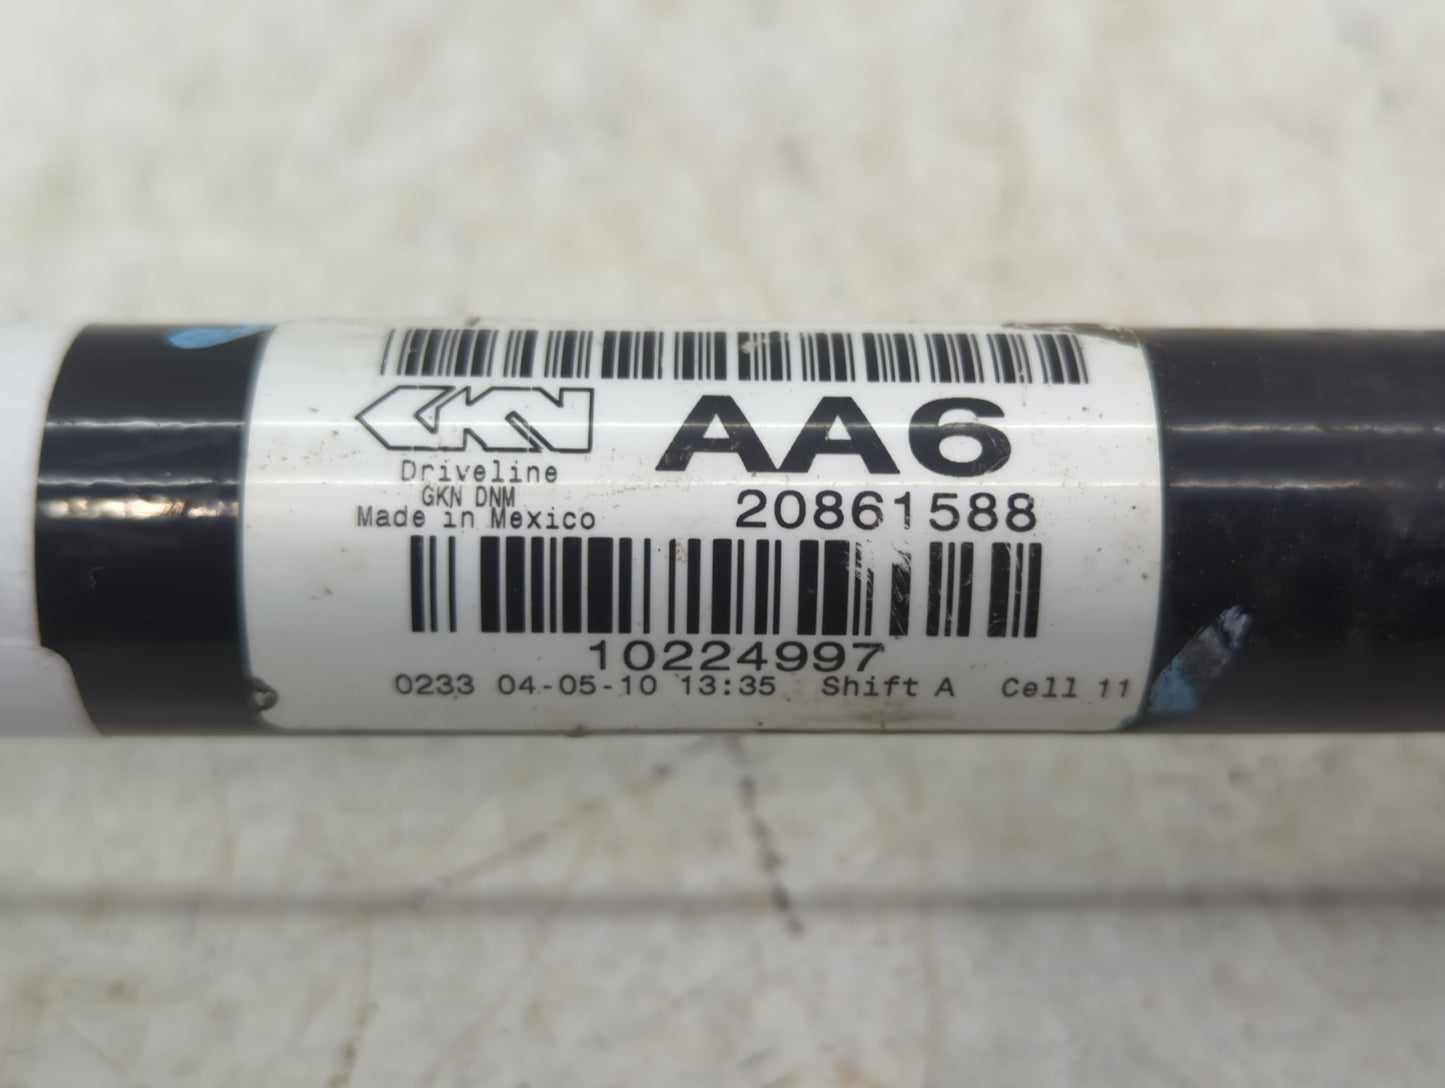 GKN AA6
Driveline
GKN DNM
Made in Mexico 20861588
10224997
0233 04-05-10 13:35 Shift A Cell 11